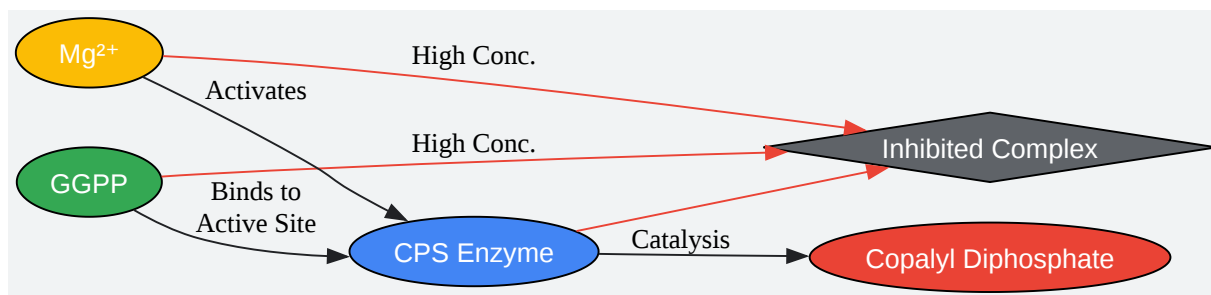 Mg²⁺
High Conc.
Activates
High Conc.
Inhibited Complex
GGPP
Binds to
Active Site
CPS Enzyme
Catalysis
Copalyl Diphosphate